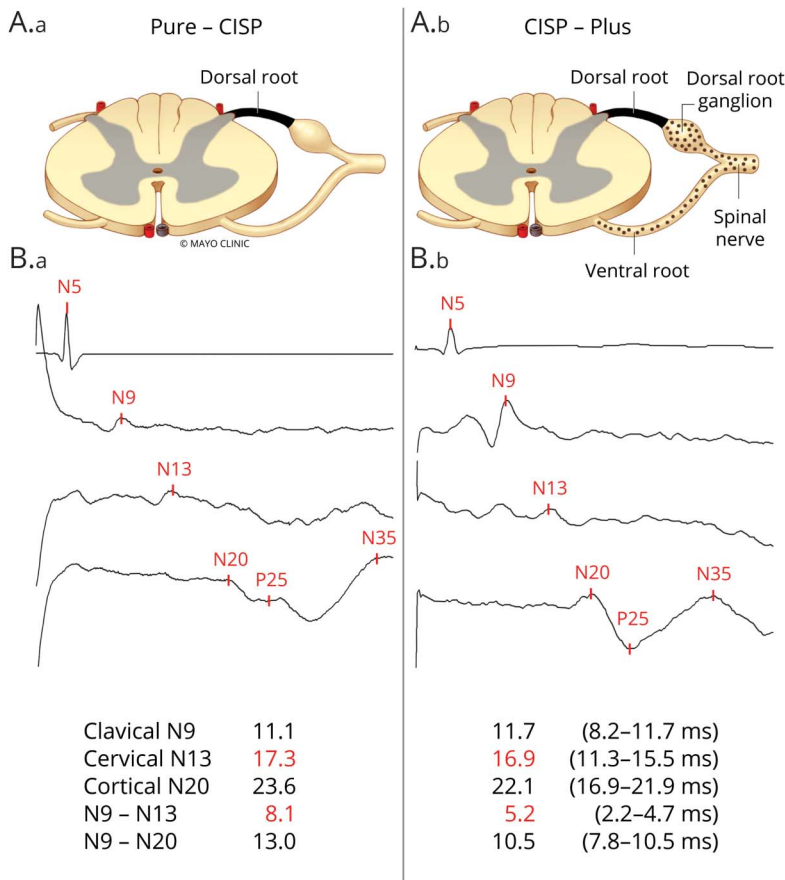 A.a
Pure – CISP
Dorsal root
© MAYO CLINIC
B.a
N5
N9
N13
N20
P25
N35
Clavical N9 11.1
Cervical N13 17.3
Cortical N20 23.6
N9 – N13 8.1
N9 – N20 13.0
A.b
CISP – Plus
Dorsal root
Dorsal root
ganglion
Spinal
nerve
Ventral root
B.b
N5
N9
N13
N20
P25
N35
11.7 (8.2–11.7 ms)
16.9 (11.3–15.5 ms)
22.1 (16.9–21.9 ms)
5.2 (2.2–4.7 ms)
10.5 (7.8–10.5 ms)